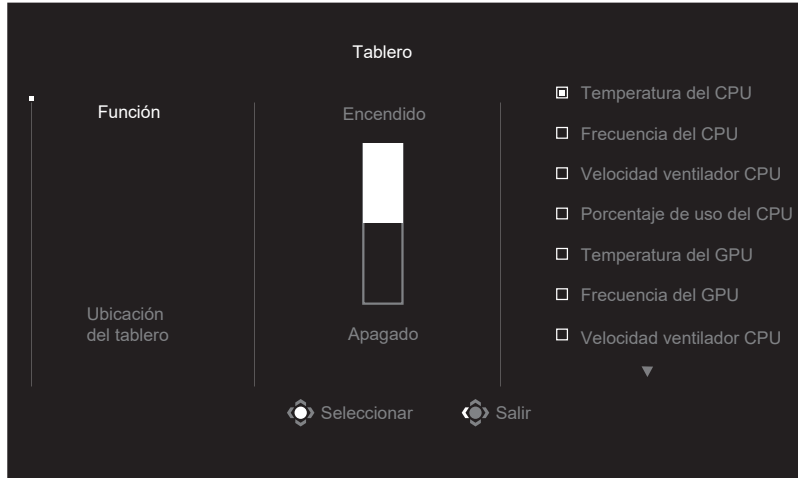 Tablero
Función
Ubicación
del tablero
Encendido
Apagado
Temperatura del CPU
Frecuencia del CPU
Velocidad ventilador CPU
Porcentaje de uso del CPU
Temperatura del GPU
Frecuencia del GPU
Velocidad ventilador CPU
Seleccionar
Salir